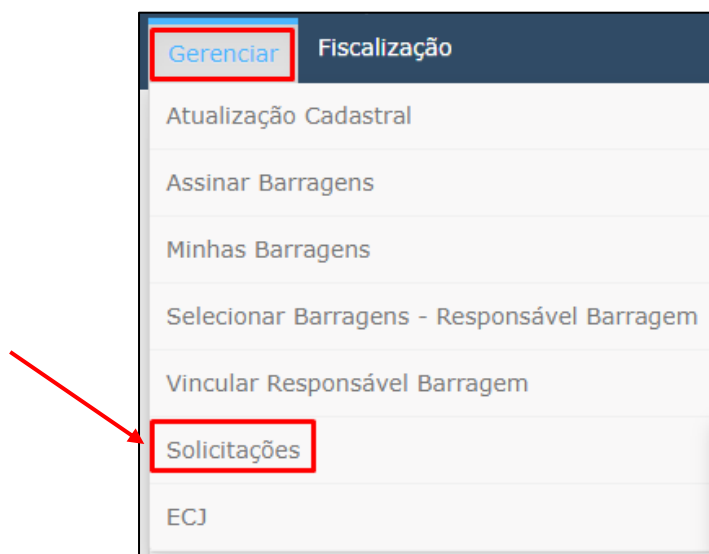 Gerenciar Fiscalização
Atualização Cadastral
Assinar Barragens
Minhas Barragens
Selecionar Barragens - Responsável Barragem
Vincular Responsável Barragem
Solicitações
ECJ